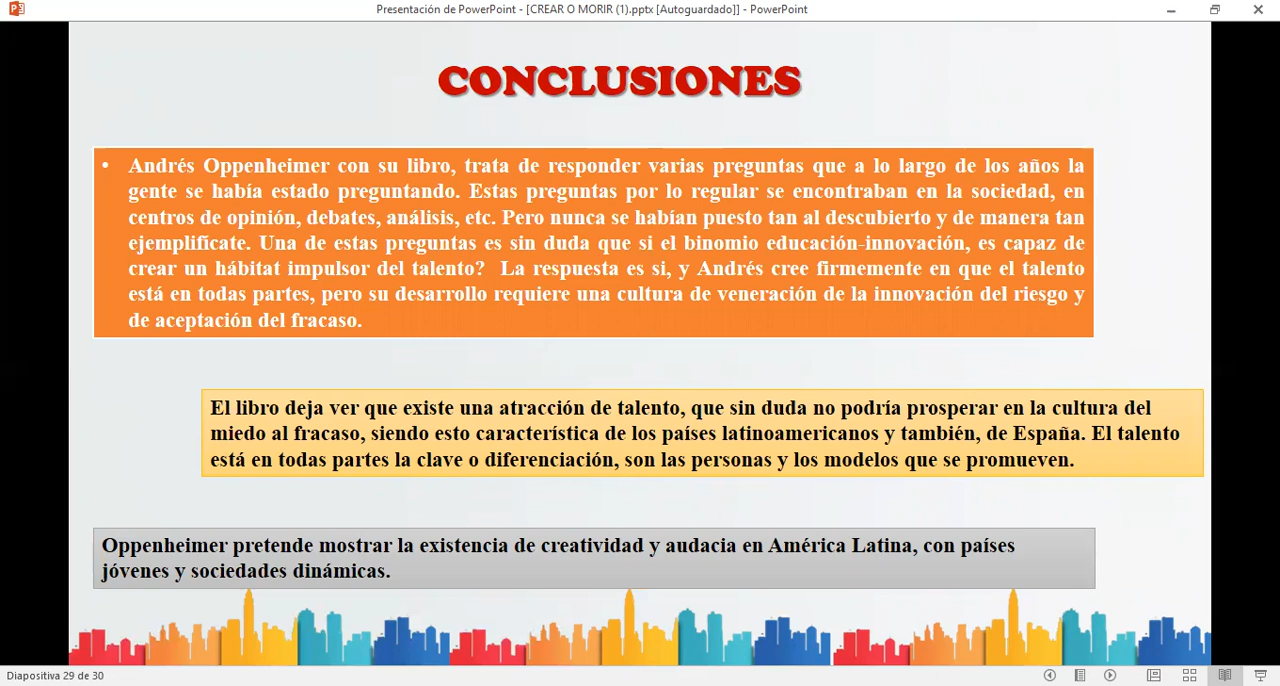 Presentación de PowerPoint - [CREAR O MORIR (1).pptx [Autoguardado]] - PowerPoint
CONCLUSIONES
• Andrés Oppenheimer con su libro, trata de responder varias preguntas que a lo largo de los años la
gente se había estado preguntando. Estas preguntas por lo regular se encontraban en la sociedad, en
centros de opinión, debates, análisis, etc. Pero nunca se habían puesto tan al descubierto y de manera tan
ejemplificate. Una de estas preguntas es sin duda que si el binomio educación-innovación, es capaz de
crear un hábitat impulsor del talento? La respuesta es si, y Andrés cree firmemente en que el talento
está en todas partes, pero su desarrollo requiere una cultura de veneración de la innovación del riesgo y
de aceptación del fracaso.
El libro deja ver que existe una atracción de talento, que sin duda no podría prosperar en la cultura del
miedo al fracaso, siendo esto característica de los países latinoamericanos y también, de España. El talento
está en todas partes la clave o diferenciación, son las personas y los modelos que se promueven.
Oppenheimer pretende mostrar la existencia de creatividad y audacia en América Latina, con países
jóvenes y sociedades dinámicas.
Diapositiva 29 de 30